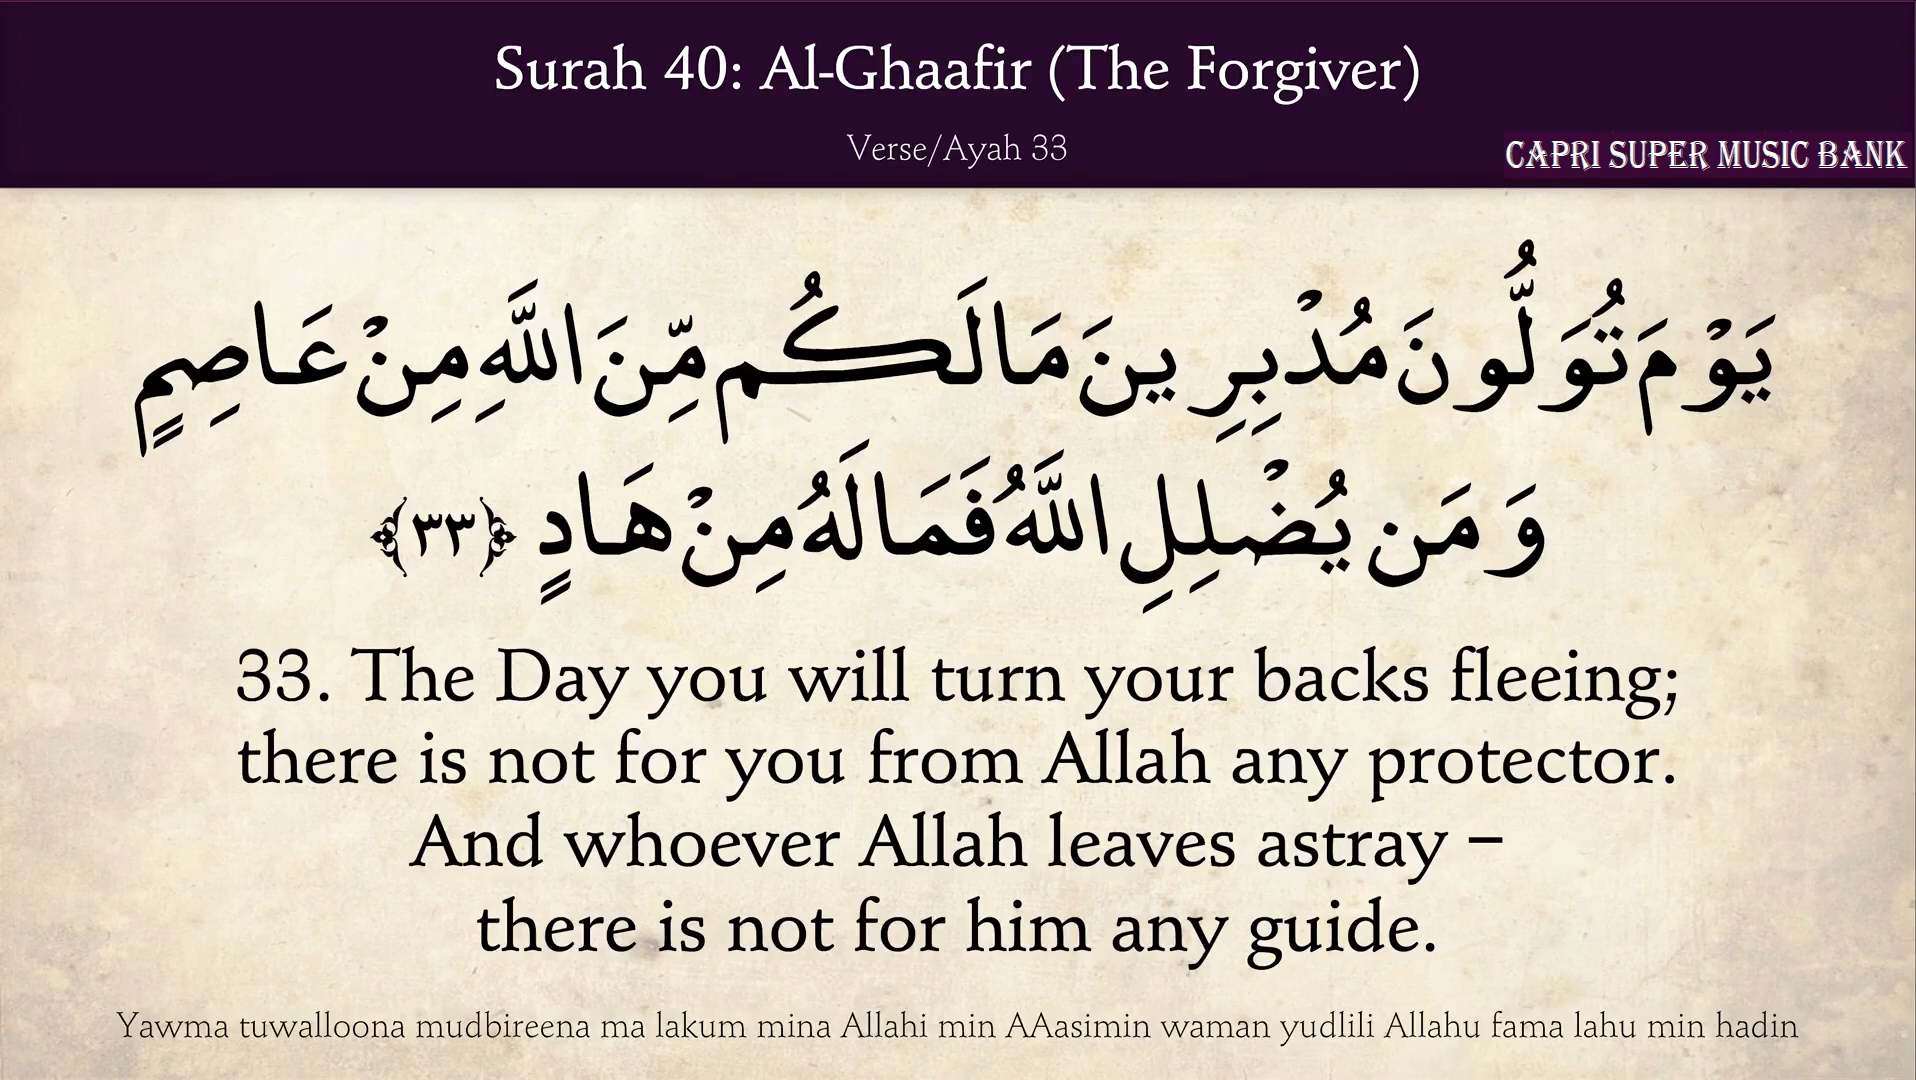 Surah 40: Al-Ghaafir (The Forgiver)
Verse/Ayah 33
CAPRI SUPER MUSIC BANK
يَوْمَ تُوَلُّونَ مُدْبِرِينَ مَا لَكُم مِّنَ اللَّهِ مِنْ عَاصِمٍ
وَمَن يُضْلِلِ اللَّهُ فَمَا لَهُ مِنْ هَادٍ ﴿٣٣﴾
33. The Day you will turn your backs fleeing;
there is not for you from Allah any protector.
And whoever Allah leaves astray –
there is not for him any guide.
Yawma tuwalloona mudbireena ma lakum mina Allahi min AAasimin waman yudlili Allahu fama lahu min hadin